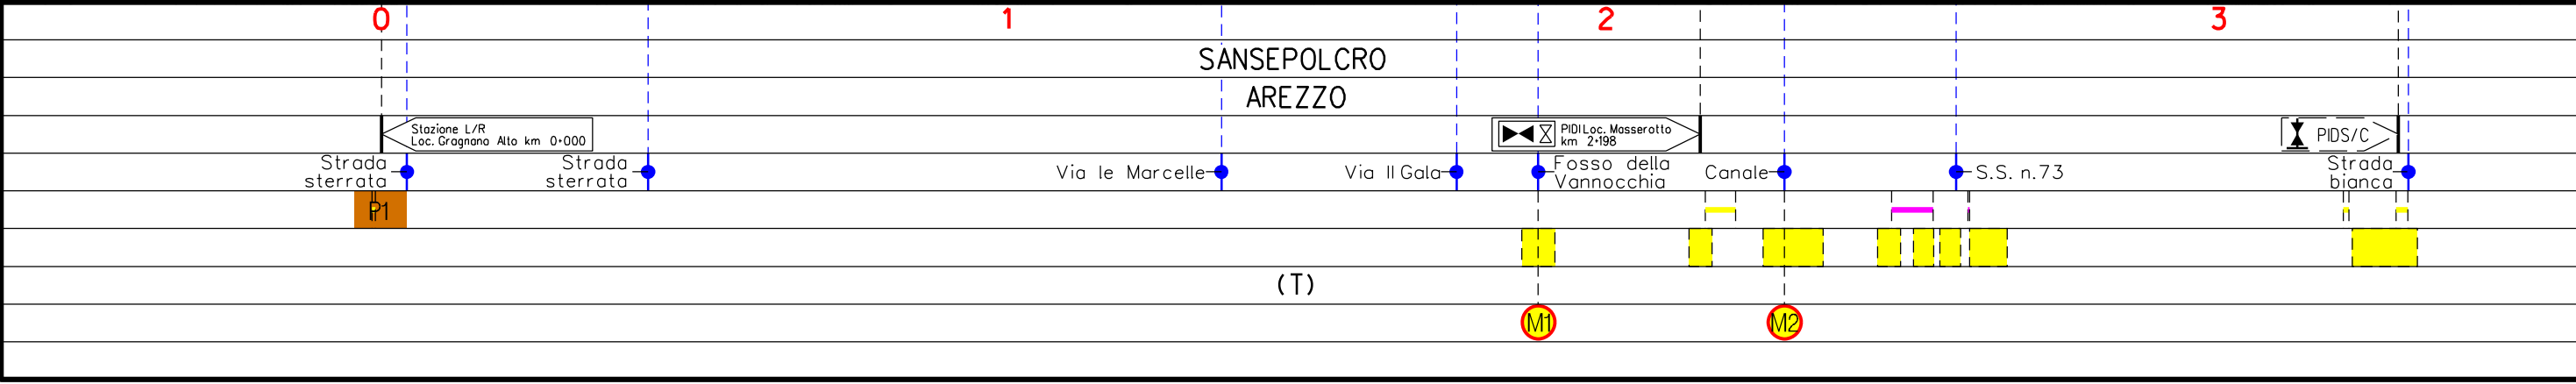 0 1 2 3
SANSEPOLCRO
AREZZO
Stazione L/R
Loc. Gragnano Alto km 0+000
PIDI Loc. Masserotto
km 2+198
PIDS/C
Strada
sterrata
Strada
sterrata
Via le Marcelle
Via II Gala
Fosso della
Vannocchia
Canale
S.S. n.73
Strada
bianca
P1
(T)
M1 M2